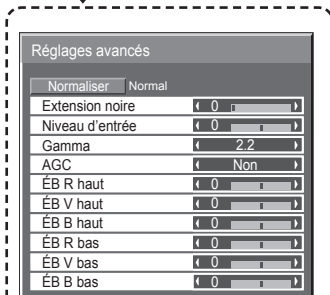 Réglages avancés
Normaliser Normal
Extension noire 0
Niveau d'entrée 0
Gamma 2.2
AGC Non
ÉB R haut 0
ÉB V haut 0
ÉB B haut 0
ÉB R bas 0
ÉB V bas 0
ÉB B bas 0